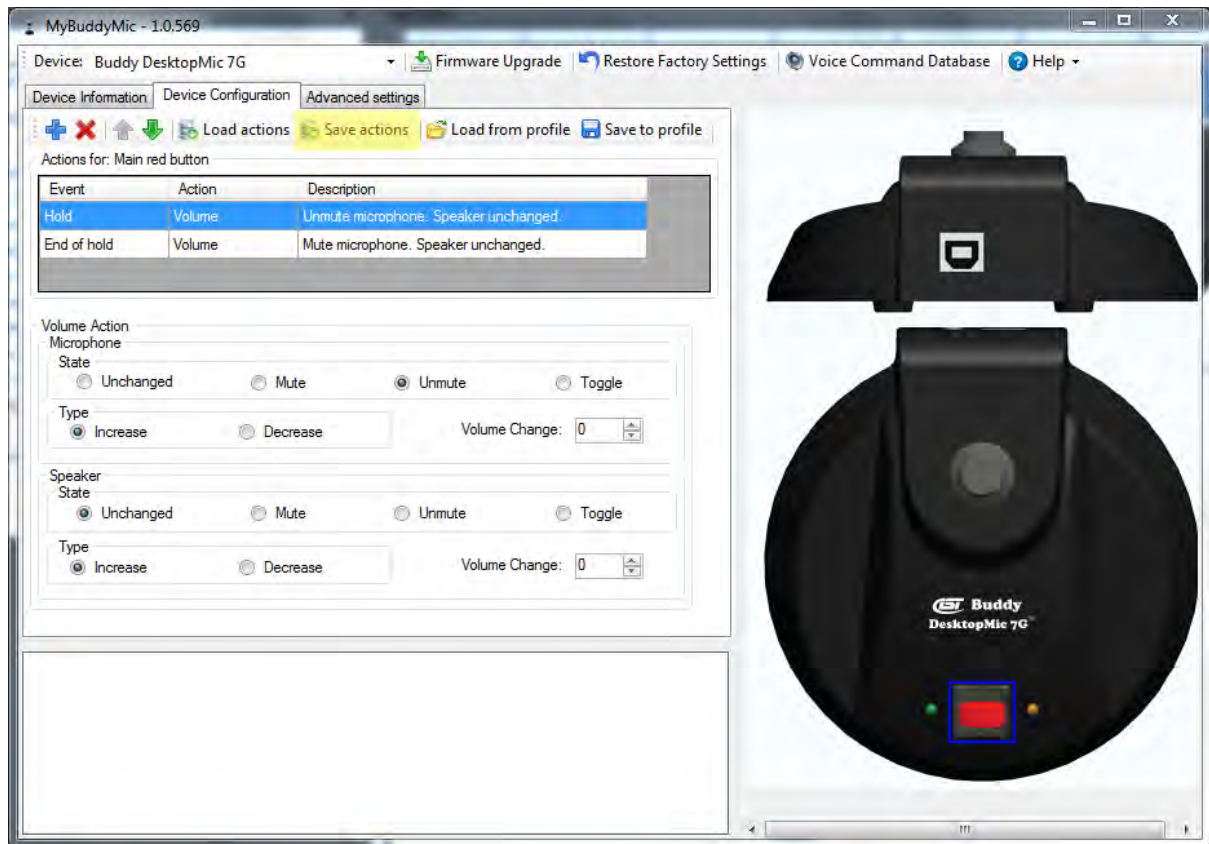 MyBuddyMic - 1.0.569
Device: Buddy DesktopMic 7G Firmware Upgrade Restore Factory Settings Voice Command Database Help
Device Information Device Configuration Advanced settings
Load actions Save actions Load from profile Save to profile
Actions for: Main red button
Event Action Description
Hold Volume Unmute microphone. Speaker unchanged.
End of hold Volume Mute microphone. Speaker unchanged.
Volume Action
Microphone
State
Unchanged Mute Unmute Toggle
Type
Increase Decrease Volume Change: 0
Speaker
State
Unchanged Mute Unmute Toggle
Type
Increase Decrease Volume Change: 0
Buddy
DesktopMic 7G